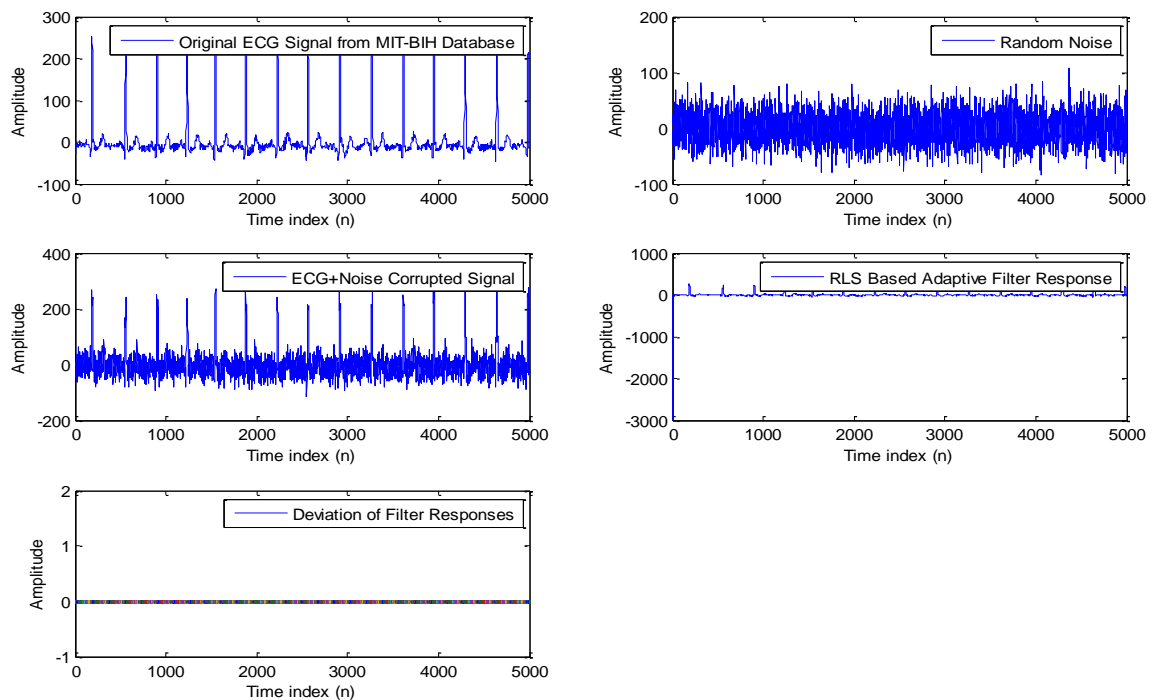 300
200
100
0
-100
Amplitude
Original ECG Signal from MIT-BIH Database
0 1000 2000 3000 4000 5000
Time index (n)
200
100
0
-100
Amplitude
Random Noise
0 1000 2000 3000 4000 5000
Time index (n)
400
200
0
-200
Amplitude
ECG+Noise Corrupted Signal
0 1000 2000 3000 4000 5000
Time index (n)
1000
0
-1000
-2000
-3000
Amplitude
RLS Based Adaptive Filter Response
0 1000 2000 3000 4000 5000
Time index (n)
2
1
0
-1
Amplitude
Deviation of Filter Responses
0 1000 2000 3000 4000 5000
Time index (n)